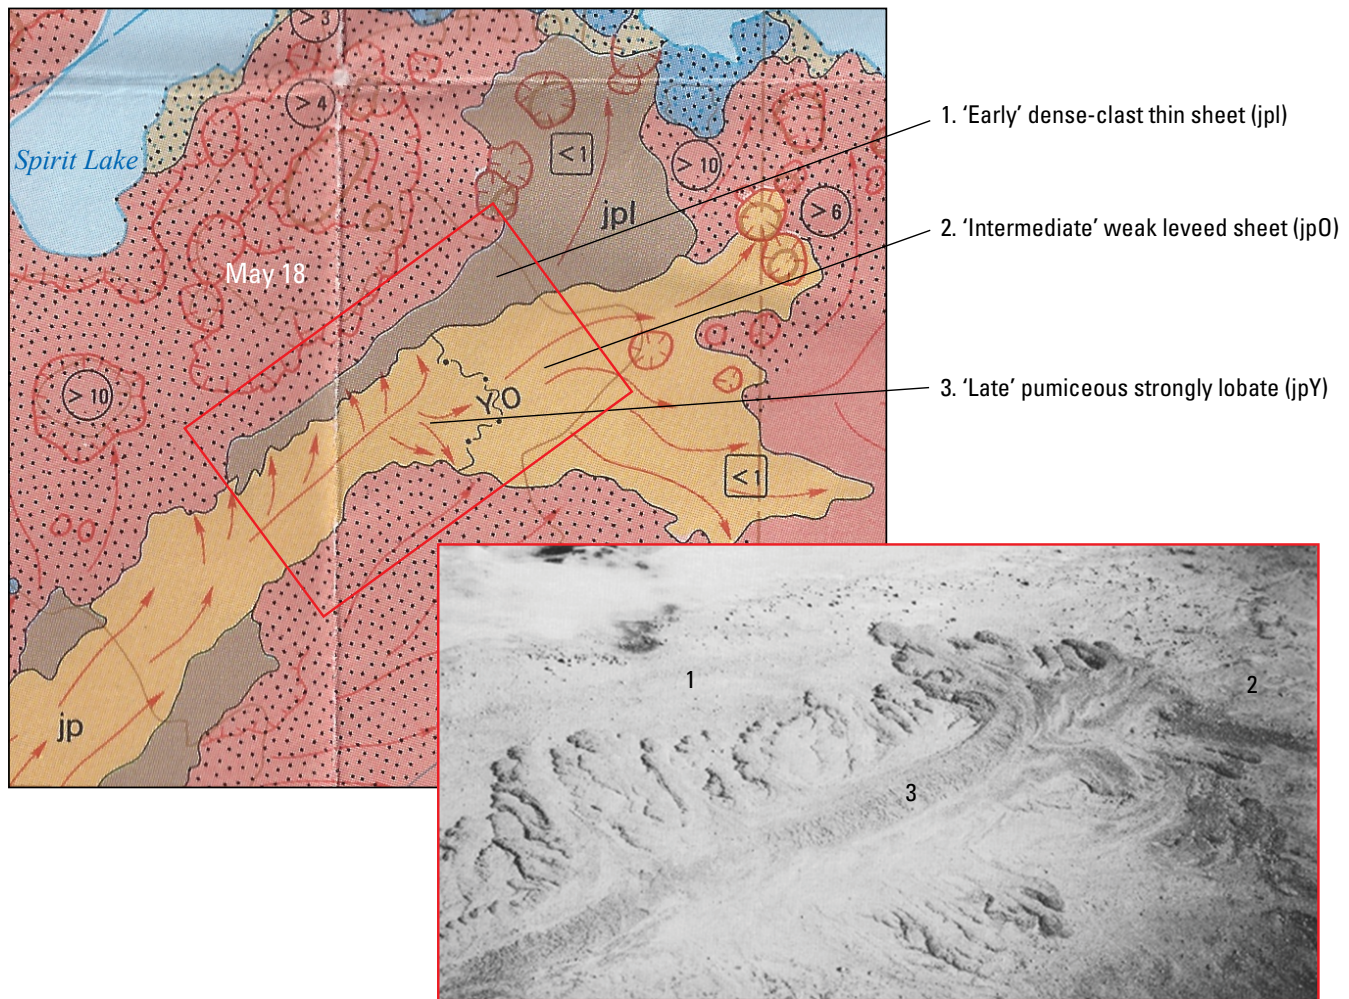 > 3
> 4
Spirit Lake
< 1
> 10
jpl
> 6
May 18
> 10
Y
O
< 1
jp
1. ‘Early’ dense-clast thin sheet (jpl)
2. ‘Intermediate’ weak leveed sheet (jpO)
3. ‘Late’ pumiceous strongly lobate (jpY)
1
2
3